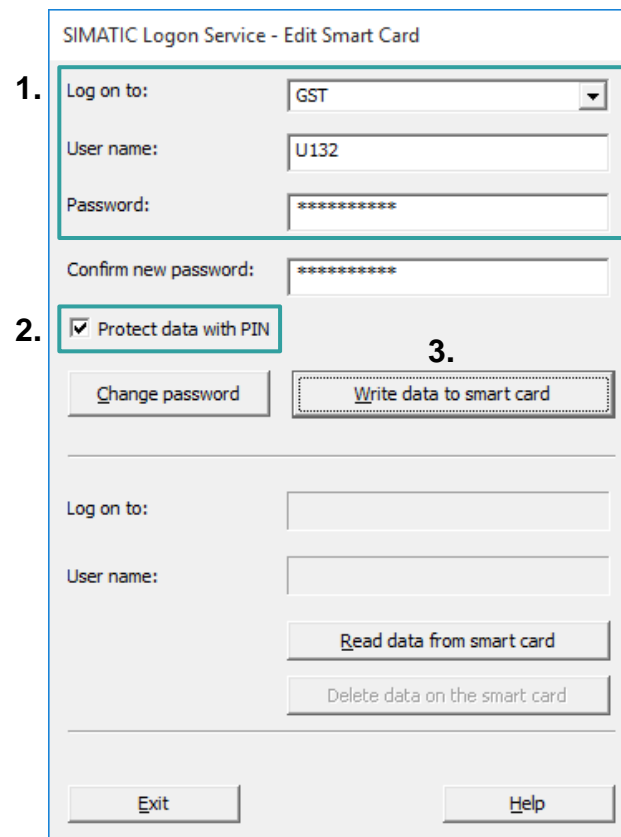 SIMATIC Logon Service - Edit Smart Card
1. Log on to: GST
User name: U132
Password: **********
Confirm new password: **********
2. Protect data with PIN
3.
Change password Write data to smart card
Log on to:
User name:
Read data from smart card
Delete data on the smart card
Exit Help